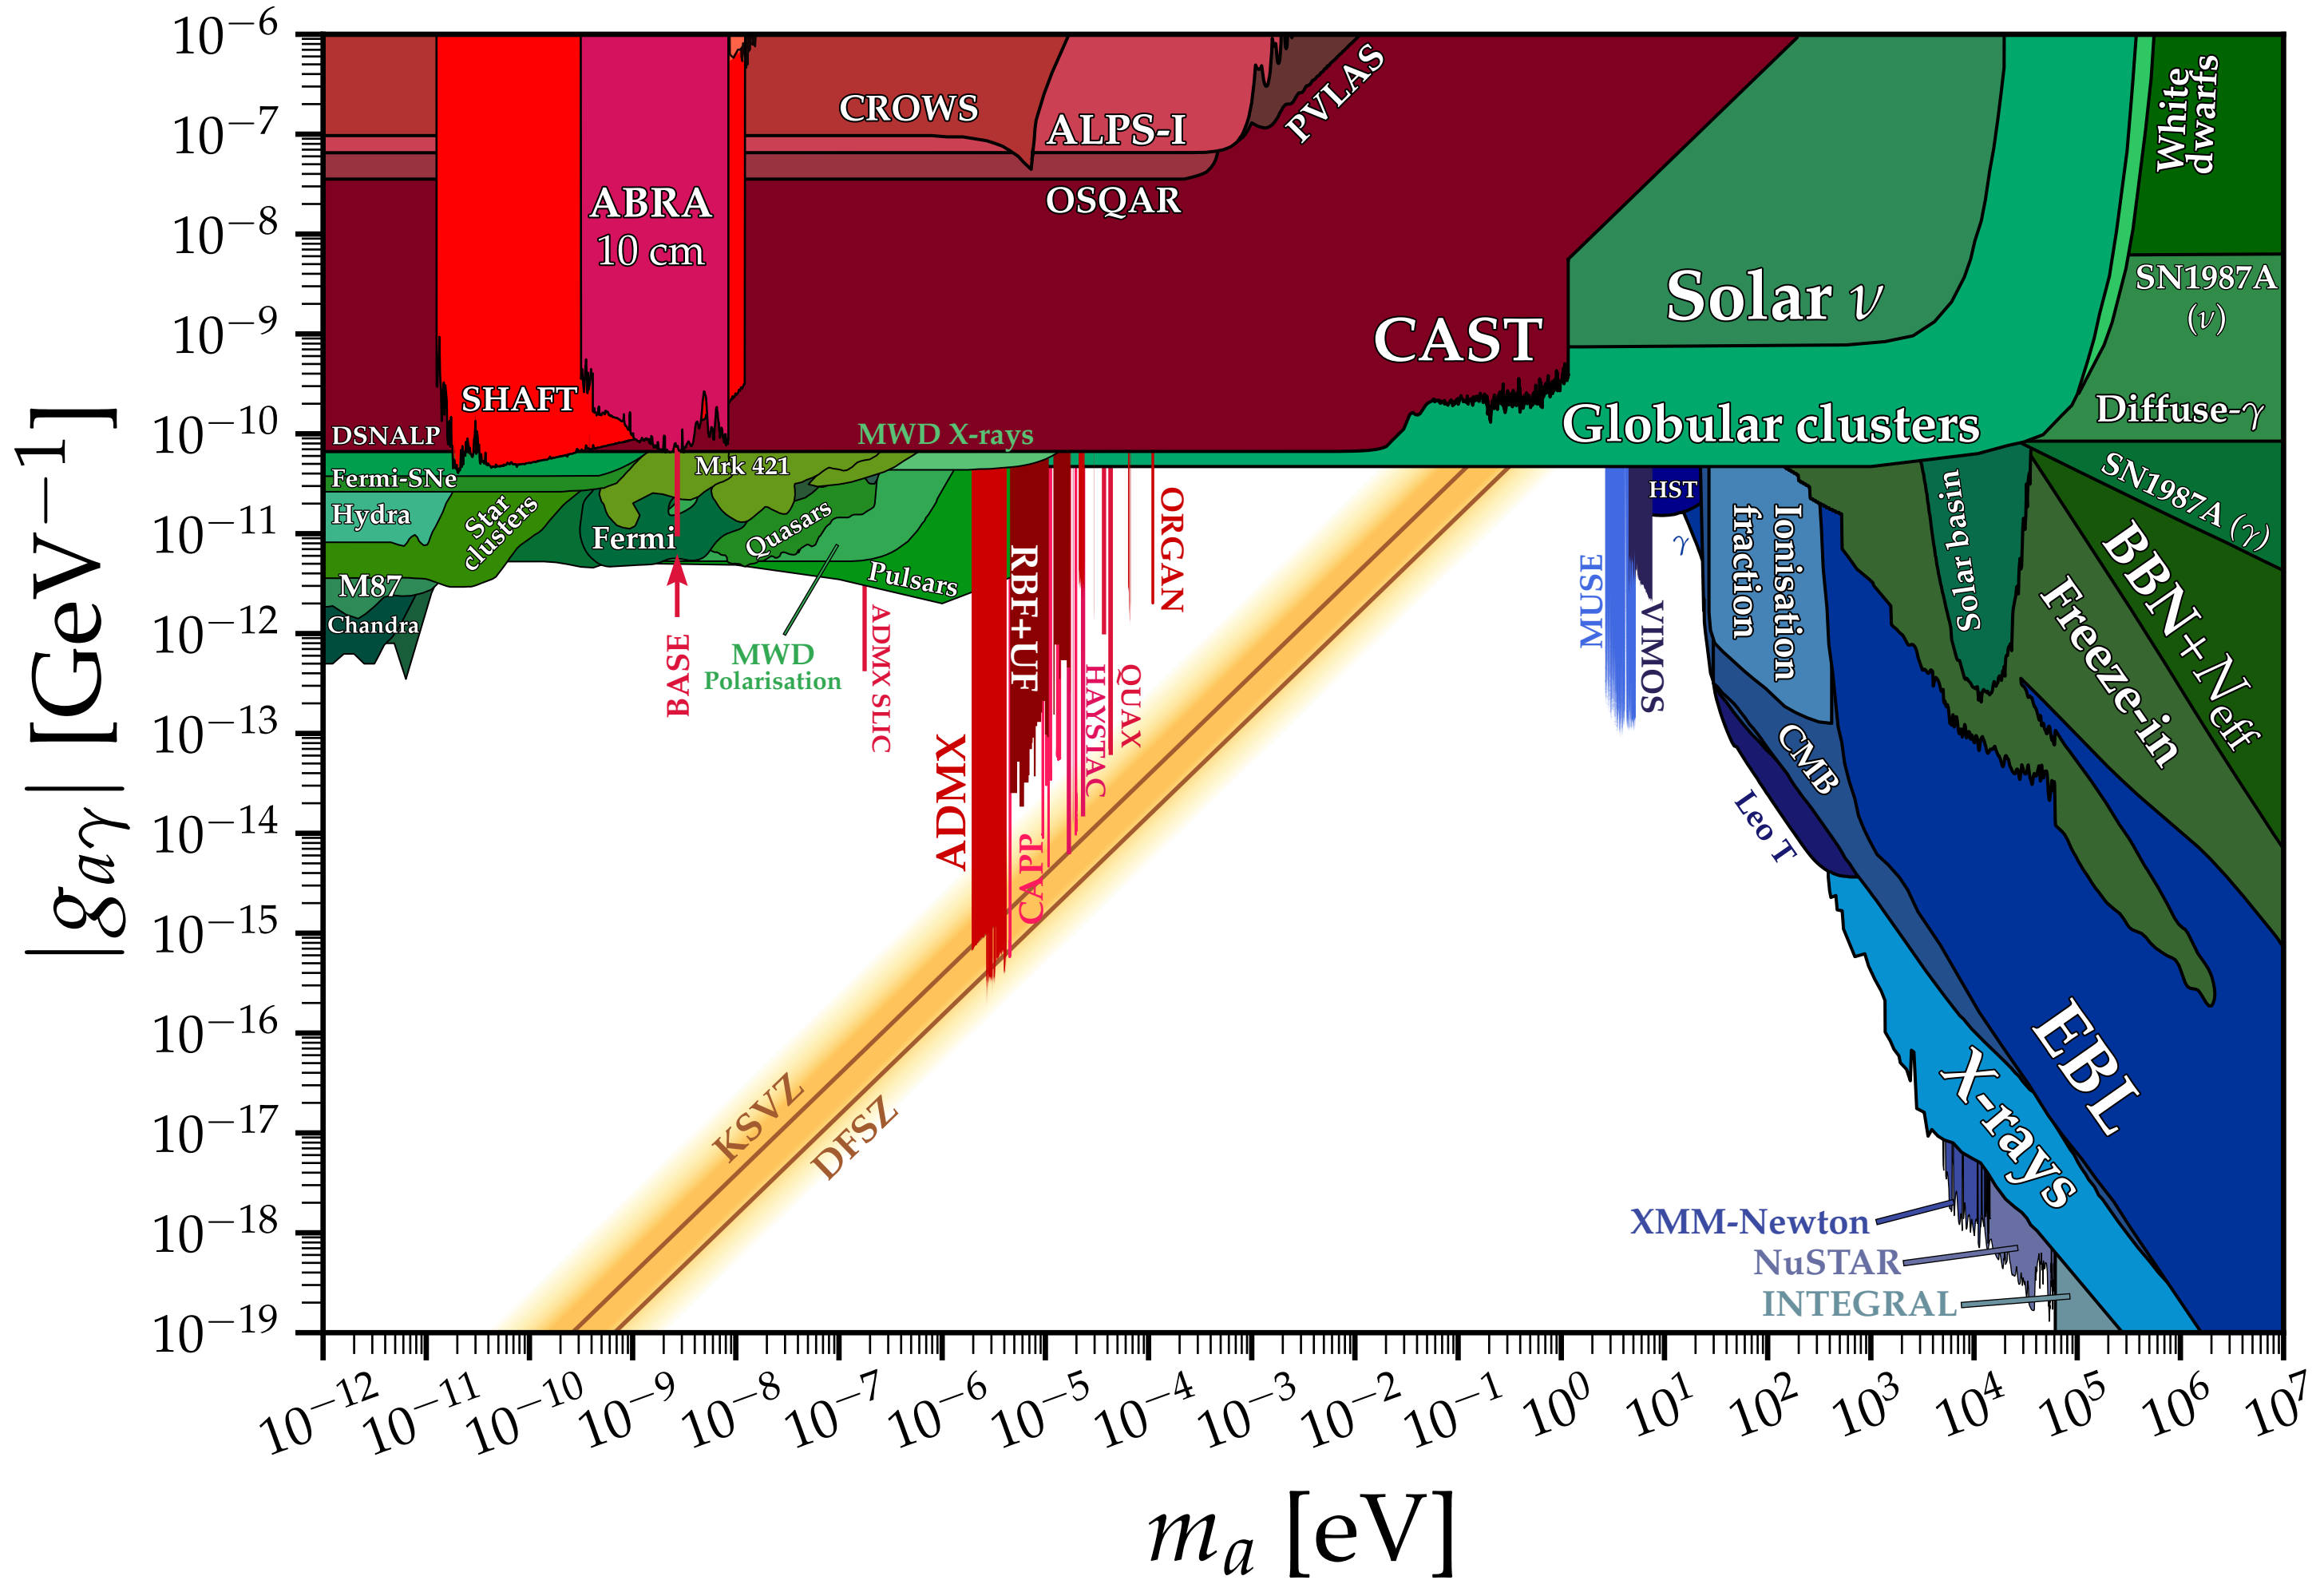 10⁻⁶
10⁻⁷
10⁻⁸
10⁻⁹
10⁻¹⁰
10⁻¹¹
10⁻¹²
10⁻¹³
10⁻¹⁴
10⁻¹⁵
10⁻¹⁶
10⁻¹⁷
10⁻¹⁸
10⁻¹⁹
|g_aγ| [GeV⁻¹]
CROWS
ALPS-I
PVLAS
OSQAR
ABRA
10 cm
SHAFT
CAST
Solar ν
Globular clusters
White
dwarfs
SN1987A
(ν)
Diffuse-γ
SN1987A (γ)
DSNALP
Fermi-SNe
Hydra
Star
clusters
M87
Chandra
MWD X-rays
Mrk 421
Fermi
Quasars
Pulsars
BASE
MWD
Polarisation
ADMX SLIC
ADMX
RBF+UF
CAPP
HAYSTAC
QUAX
ORGAN
MUSE
VIMOS
HST
γ
Ionisation
fraction
Solar basin
Freeze-in
BBN+N_eff
CMB
Leo T
EBL
X-rays
XMM-Newton
NuSTAR
INTEGRAL
KSVZ
DFSZ
10⁻¹²
10⁻¹¹
10⁻¹⁰
10⁻⁹
10⁻⁸
10⁻⁷
10⁻⁶
10⁻⁵
10⁻⁴
10⁻³
10⁻²
10⁻¹
10⁰
10¹
10²
10³
10⁴
10⁵
10⁶
10⁷
m_a [eV]